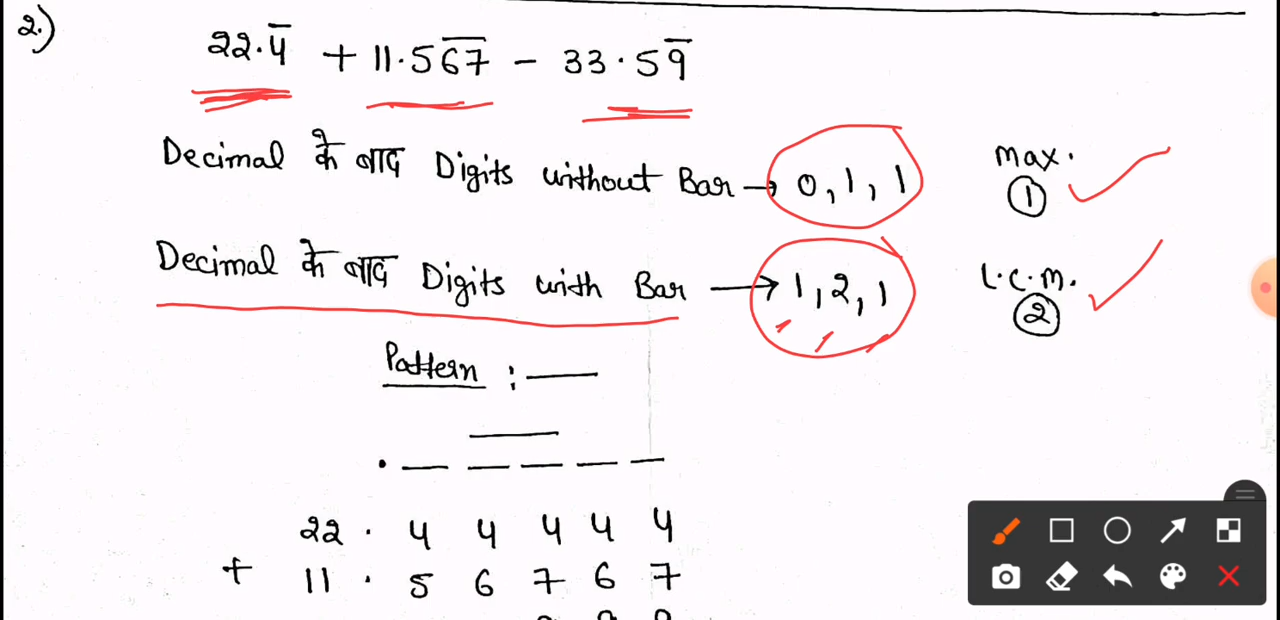 2.)
22.4̅ + 11.56̅7̅ - 33.59̅
Decimal के बाद Digits without Bar → 0, 1, 1 max. 1
Decimal के बाद Digits with Bar → 1, 2, 1 L.C.M. 2
Pattern :—
. _ _ _ _ _
22 . 4 4 4 4 4
+ 11 . 5 6 7 6 7